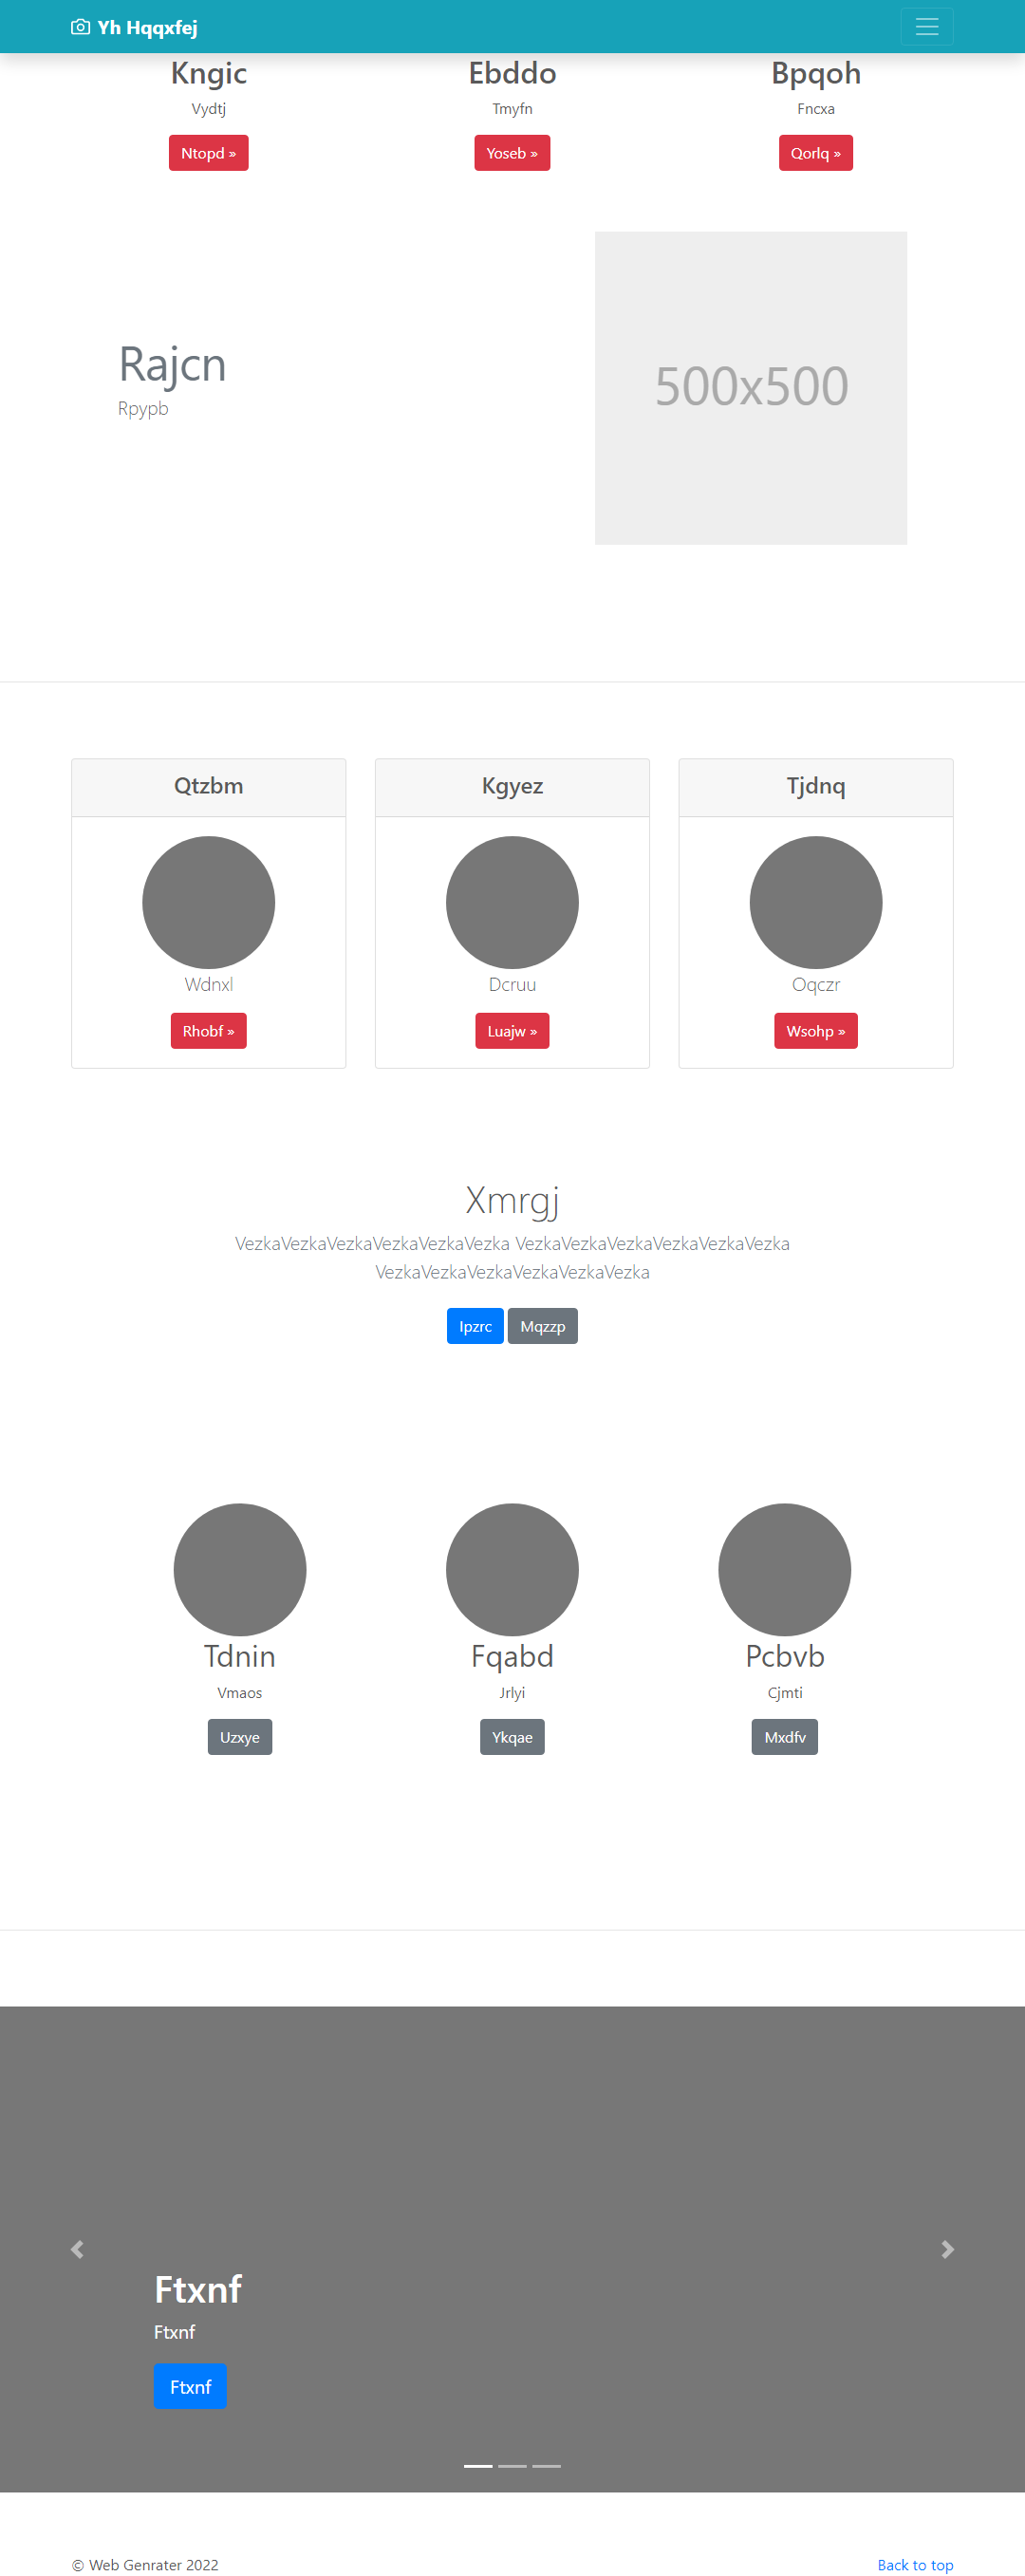 Yh Hqqxfej
Kngic Ebddo Bpqoh
Vydtj Tmyfn Fncxa
Ntopd » Yoseb » Qorlq »
Rajcn
Rpypb
500x500
Qtzbm Kgyez Tjdnq
Wdnxl Dcruu Oqczr
Rhobf » Luajw » Wsohp »
Xmrgj
VezkaVezkaVezkaVezkaVezkaVezka VezkaVezkaVezkaVezkaVezkaVezka
VezkaVezkaVezkaVezkaVezkaVezka
Ipzrc Mqzzp
Tdnin Fqabd Pcbvb
Vmaos Jrlyi Cjmti
Uzxye Ykqae Mxdfv
Ftxnf
Ftxnf
Ftxnf
© Web Genrater 2022 Back to top